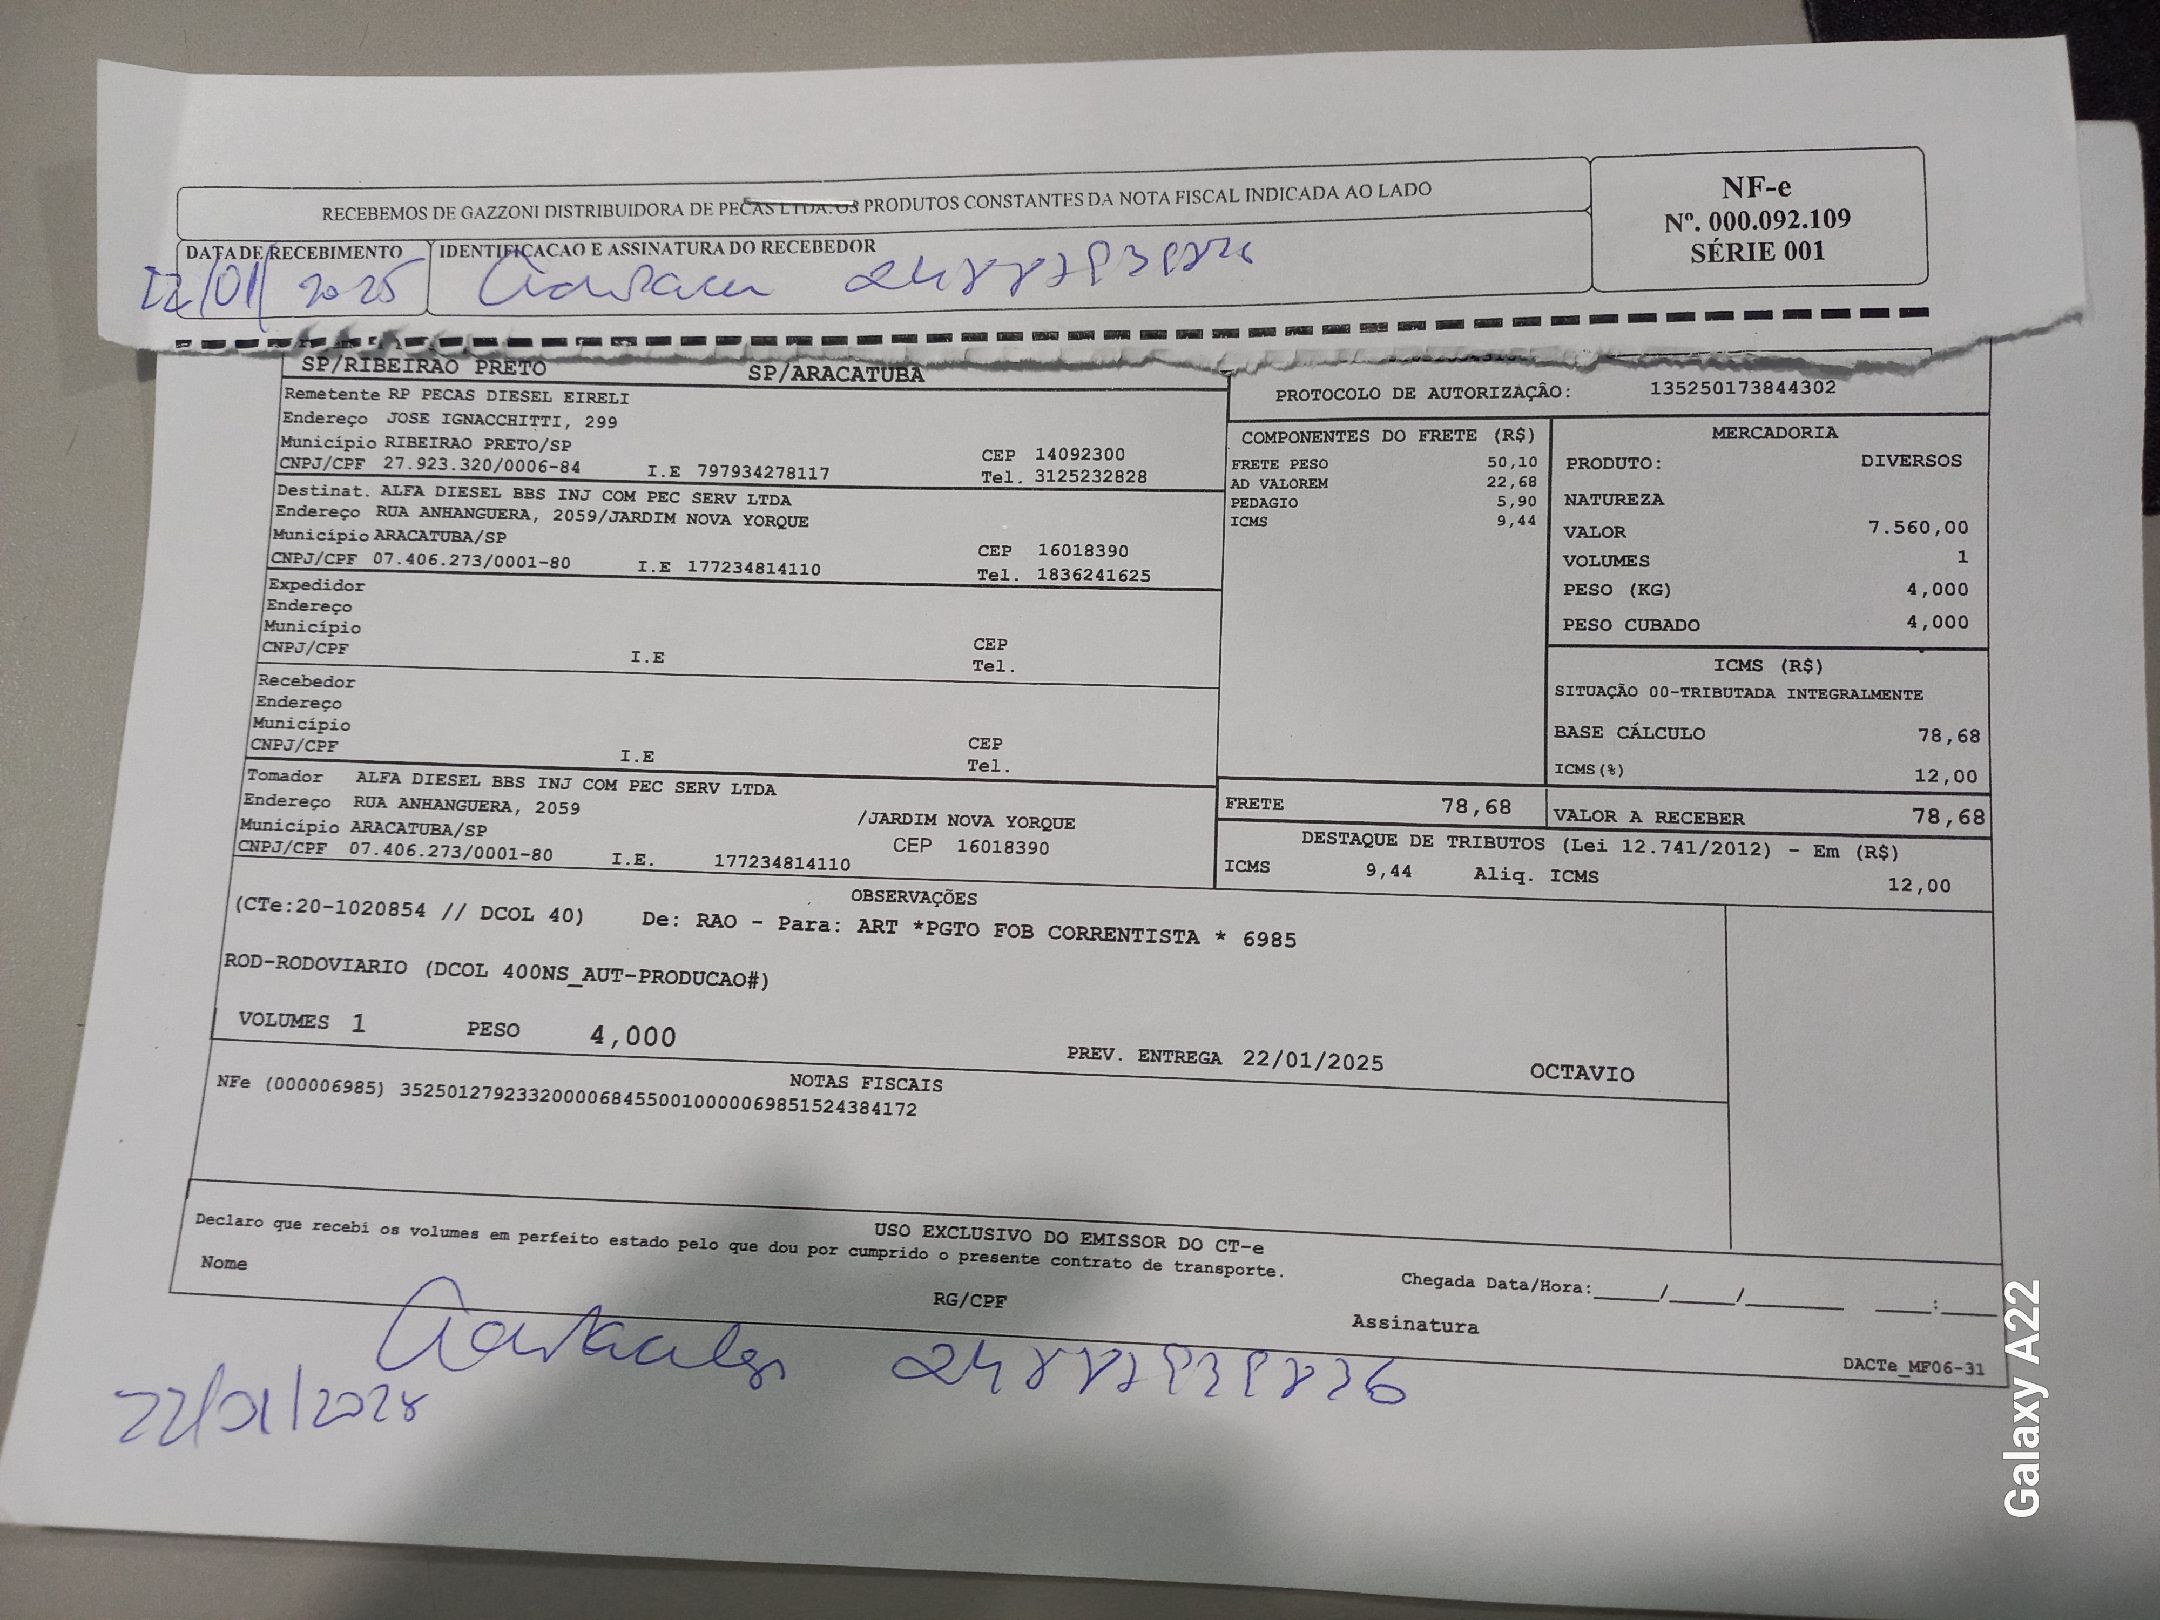 RECEBEMOS DE GAZZONI DISTRIBUIDORA DE PECAS LTDA. OS PRODUTOS CONSTANTES DA NOTA FISCAL INDICADA AO LADO
NF-e
Nº. 000.092.109
SÉRIE 001
DATA DE RECEBIMENTO
22/01/2025
IDENTIFICACAO E ASSINATURA DO RECEBEDOR
SP/RIBEIRAO PRETO
SP/ARACATUBA
Remetente RP PECAS DIESEL EIRELI
Endereço JOSE IGNACCHITTI, 299
Município RIBEIRAO PRETO/SP CEP 14092300
CNPJ/CPF 27.923.320/0006-84 I.E 797934278117 Tel. 3125232828
Destinat. ALFA DIESEL BBS INJ COM PEC SERV LTDA
Endereço RUA ANHANGUERA, 2059/JARDIM NOVA YORQUE
Município ARACATUBA/SP CEP 16018390
CNPJ/CPF 07.406.273/0001-80 I.E 177234814110 Tel. 1836241625
Expedidor
Endereço
Município CEP
CNPJ/CPF I.E Tel.
Recebedor
Endereço
Município CEP
CNPJ/CPF I.E Tel.
Tomador ALFA DIESEL BBS INJ COM PEC SERV LTDA
Endereço RUA ANHANGUERA, 2059 /JARDIM NOVA YORQUE
Município ARACATUBA/SP CEP 16018390
CNPJ/CPF 07.406.273/0001-80 I.E. 177234814110
PROTOCOLO DE AUTORIZAÇÂO: 135250173844302
COMPONENTES DO FRETE (R$)
FRETE PESO 50,10
AD VALOREM 22,68
PEDAGIO 5,90
ICMS 9,44
MERCADORIA
PRODUTO: DIVERSOS
NATUREZA
VALOR 7.560,00
VOLUMES 1
PESO (KG) 4,000
PESO CUBADO 4,000
ICMS (R$)
SITUAÇÃO 00-TRIBUTADA INTEGRALMENTE
BASE CÁLCULO 78,68
ICMS(%) 12,00
FRETE 78,68
VALOR A RECEBER 78,68
DESTAQUE DE TRIBUTOS (Lei 12.741/2012) - Em (R$)
ICMS 9,44 Aliq. ICMS 12,00
OBSERVAÇÕES
(CTe:20-1020854 // DCOL 40) De: RAO - Para: ART *PGTO FOB CORRENTISTA * 6985
ROD-RODOVIARIO (DCOL 400NS_AUT-PRODUCAO#)
VOLUMES 1 PESO 4,000 PREV. ENTREGA 22/01/2025 OCTAVIO
NOTAS FISCAIS
NFe (000006985) 35250127923320000684550010000069851524384172
USO EXCLUSIVO DO EMISSOR DO CT-e
Declaro que recebi os volumes em perfeito estado pelo que dou por cumprido o presente contrato de transporte.
Nome RG/CPF Assinatura Chegada Data/Hora:_____/_____/_______ ____:____
DACTe_MF06-31
Galaxy A22